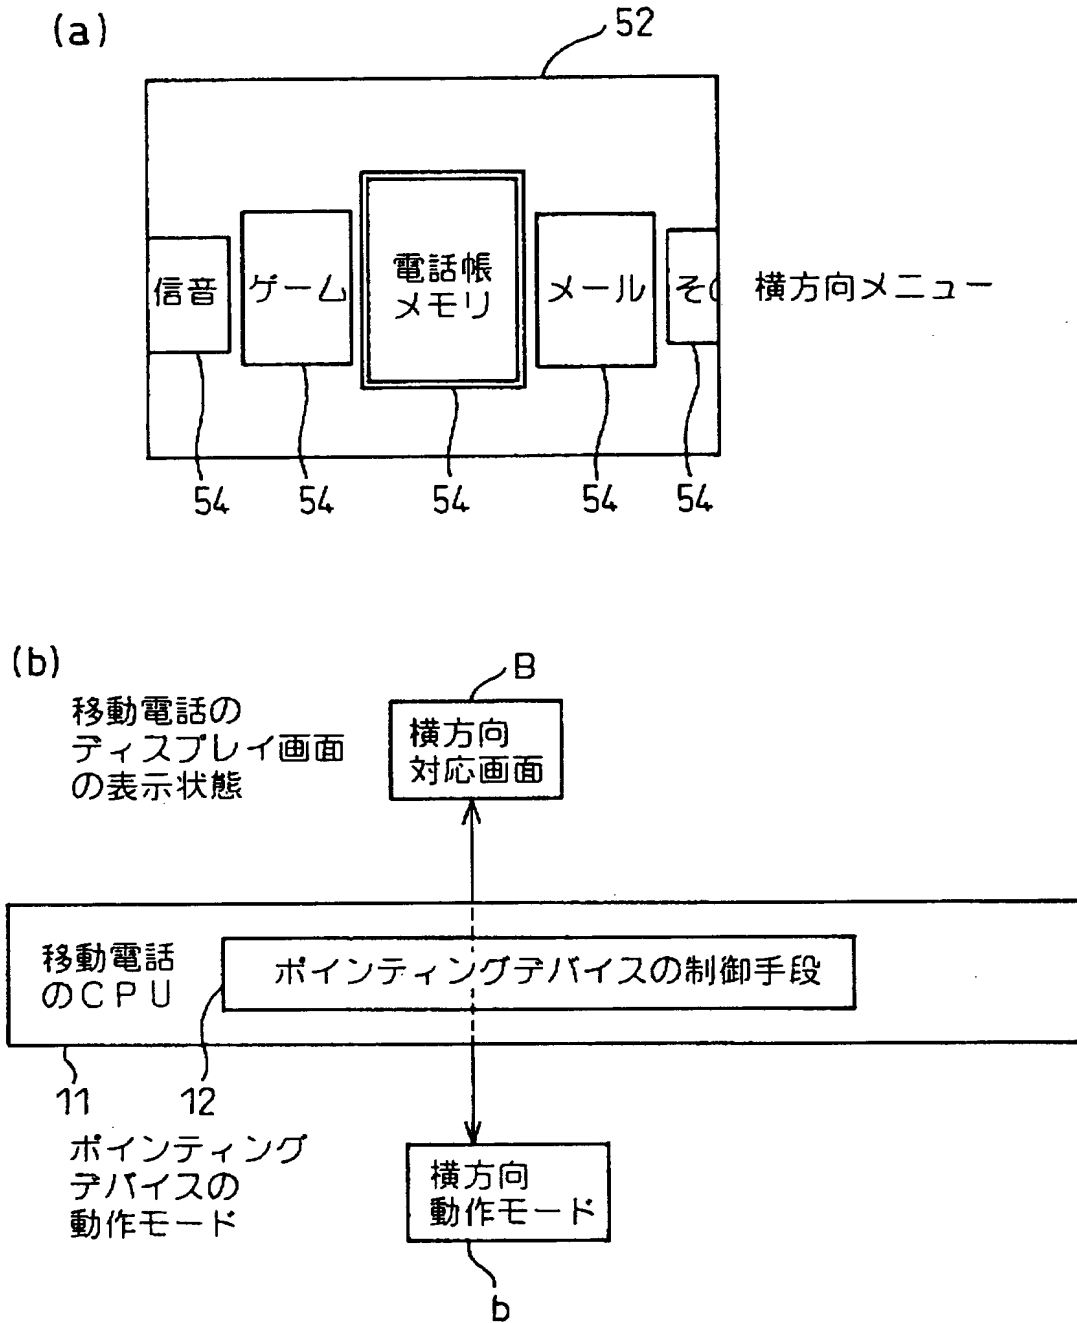 (a)
52
信音
ゲーム
電話帳
メモリ
メール
その
横方向メニュー
54
54
54
54
54
(b)
B
移動電話の
ディスプレイ画面
の表示状態
横方向
対応画面
移動電話
のCPU
ポインティングデバイスの制御手段
11
12
ポインティング
デバイスの
動作モード
横方向
動作モード
b